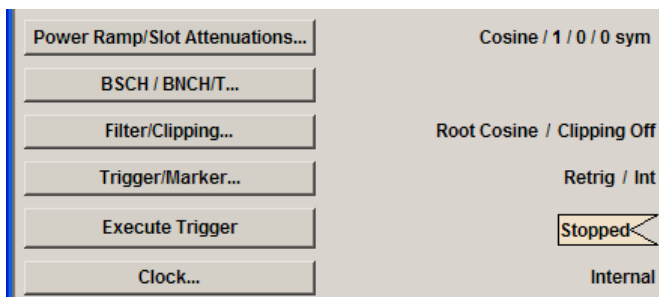 Power Ramp/Slot Attenuations... Cosine / 1 / 0 / 0 sym
BSCH / BNCH/T...
Filter/Clipping... Root Cosine / Clipping Off
Trigger/Marker... Retrig / Int
Execute Trigger Stopped
Clock... Internal